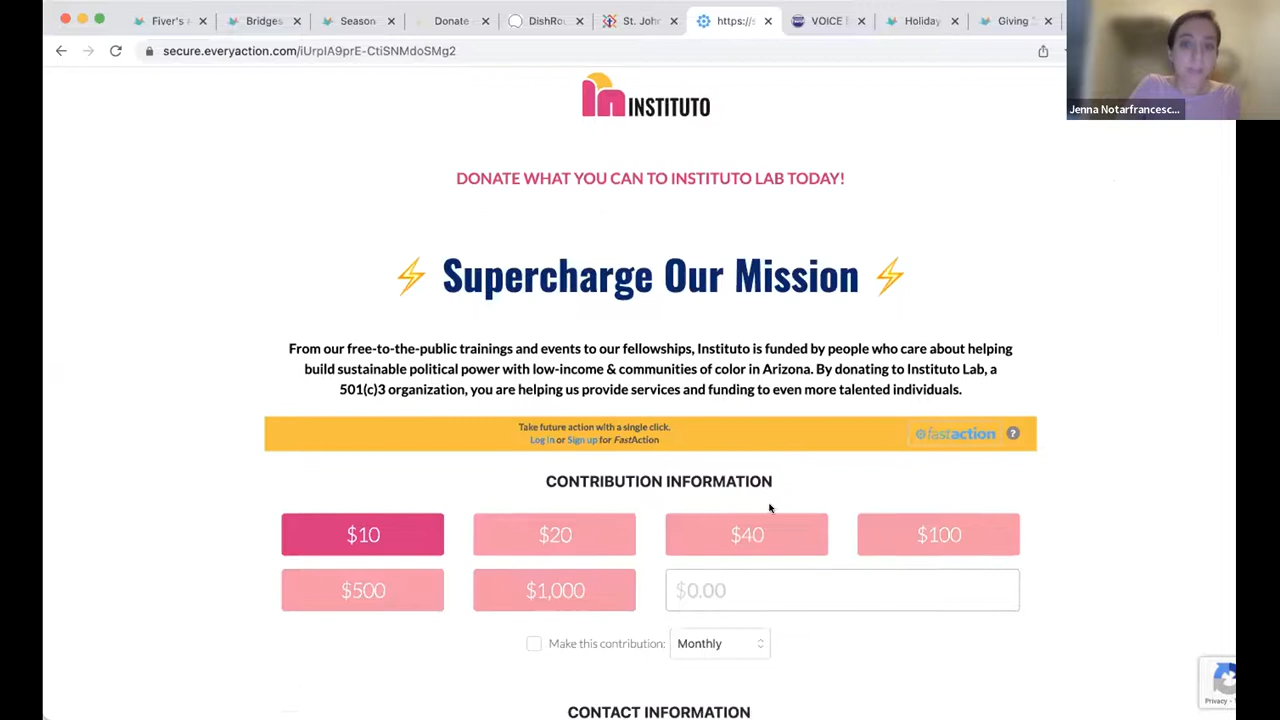 Fiver's
Bridges
Season
Donate
DishRo
St. John
https://s
VOICE
Holiday
Giving
secure.everyaction.com/iUrpIA9prE-CtiSNMdoSMg2
Jenna Notarfrancesc...
INSTITUTO
DONATE WHAT YOU CAN TO INSTITUTO LAB TODAY!
⚡ Supercharge Our Mission ⚡
From our free-to-the-public trainings and events to our fellowships, Instituto is funded by people who care about helping
build sustainable political power with low-income & communities of color in Arizona. By donating to Instituto Lab, a
501(c)3 organization, you are helping us provide services and funding to even more talented individuals.
Take future action with a single click.
Log in or Sign up for FastAction
fastaction ?
CONTRIBUTION INFORMATION
$10 $20 $40 $100
$500 $1,000 $0.00
Make this contribution: Monthly
Privacy -
CONTACT INFORMATION